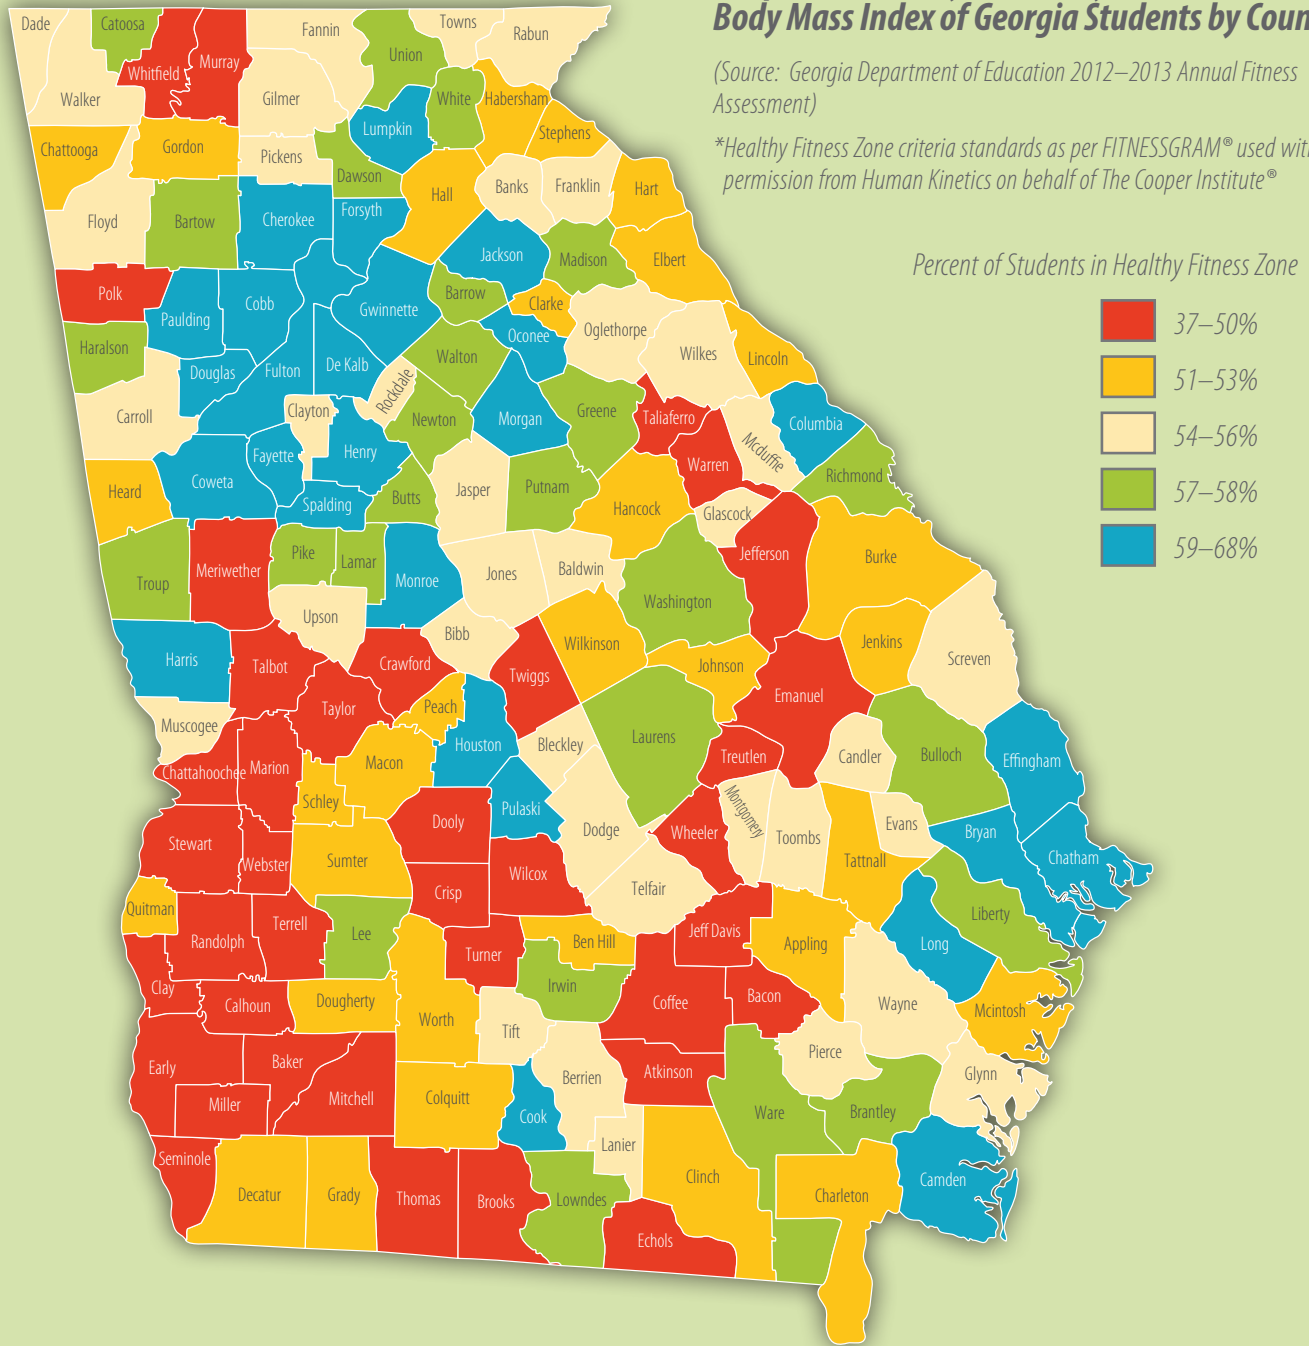 Body Mass Index of Georgia Students by Coun
(Source: Georgia Department of Education 2012–2013 Annual Fitness
Assessment)
*Healthy Fitness Zone criteria standards as per FITNESSGRAM® used with
permission from Human Kinetics on behalf of The Cooper Institute®
Percent of Students in Healthy Fitness Zone
37–50%
51–53%
54–56%
57–58%
59–68%
Dade
Catoosa
Fannin
Towns
Rabun
Union
Whitfield
Murray
Walker
Gilmer
White
Habersham
Lumpkin
Stephens
Chattooga
Gordon
Pickens
Dawson
Hall
Banks
Franklin
Hart
Floyd
Bartow
Cherokee
Forsyth
Jackson
Madison
Elbert
Polk
Paulding
Cobb
Gwinnette
Barrow
Clarke
Oglethorpe
Oconee
Haralson
Walton
Wilkes
Lincoln
Douglas
Fulton
De Kalb
Rockdale
Carroll
Clayton
Newton
Morgan
Greene
Taliaferro
Columbia
Mcduffie
Fayette
Henry
Warren
Richmond
Heard
Coweta
Spalding
Butts
Jasper
Putnam
Hancock
Glascock
Troup
Meriwether
Pike
Lamar
Monroe
Jones
Baldwin
Jefferson
Burke
Washington
Upson
Bibb
Wilkinson
Jenkins
Screven
Harris
Talbot
Crawford
Twiggs
Johnson
Emanuel
Muscogee
Taylor
Peach
Houston
Bleckley
Laurens
Treutlen
Candler
Bulloch
Effingham
Chattahoochee
Marion
Macon
Schley
Dooly
Pulaski
Dodge
Wheeler
Montgomery
Toombs
Evans
Tattnall
Bryan
Chatham
Stewart
Webster
Sumter
Crisp
Wilcox
Telfair
Quitman
Randolph
Terrell
Lee
Turner
Ben Hill
Jeff Davis
Appling
Long
Liberty
Clay
Calhoun
Dougherty
Worth
Irwin
Coffee
Bacon
Wayne
Mcintosh
Tift
Pierce
Early
Baker
Mitchell
Miller
Colquitt
Cook
Berrien
Atkinson
Ware
Brantley
Glynn
Lanier
Seminole
Decatur
Grady
Thomas
Brooks
Lowndes
Clinch
Charleton
Camden
Echols